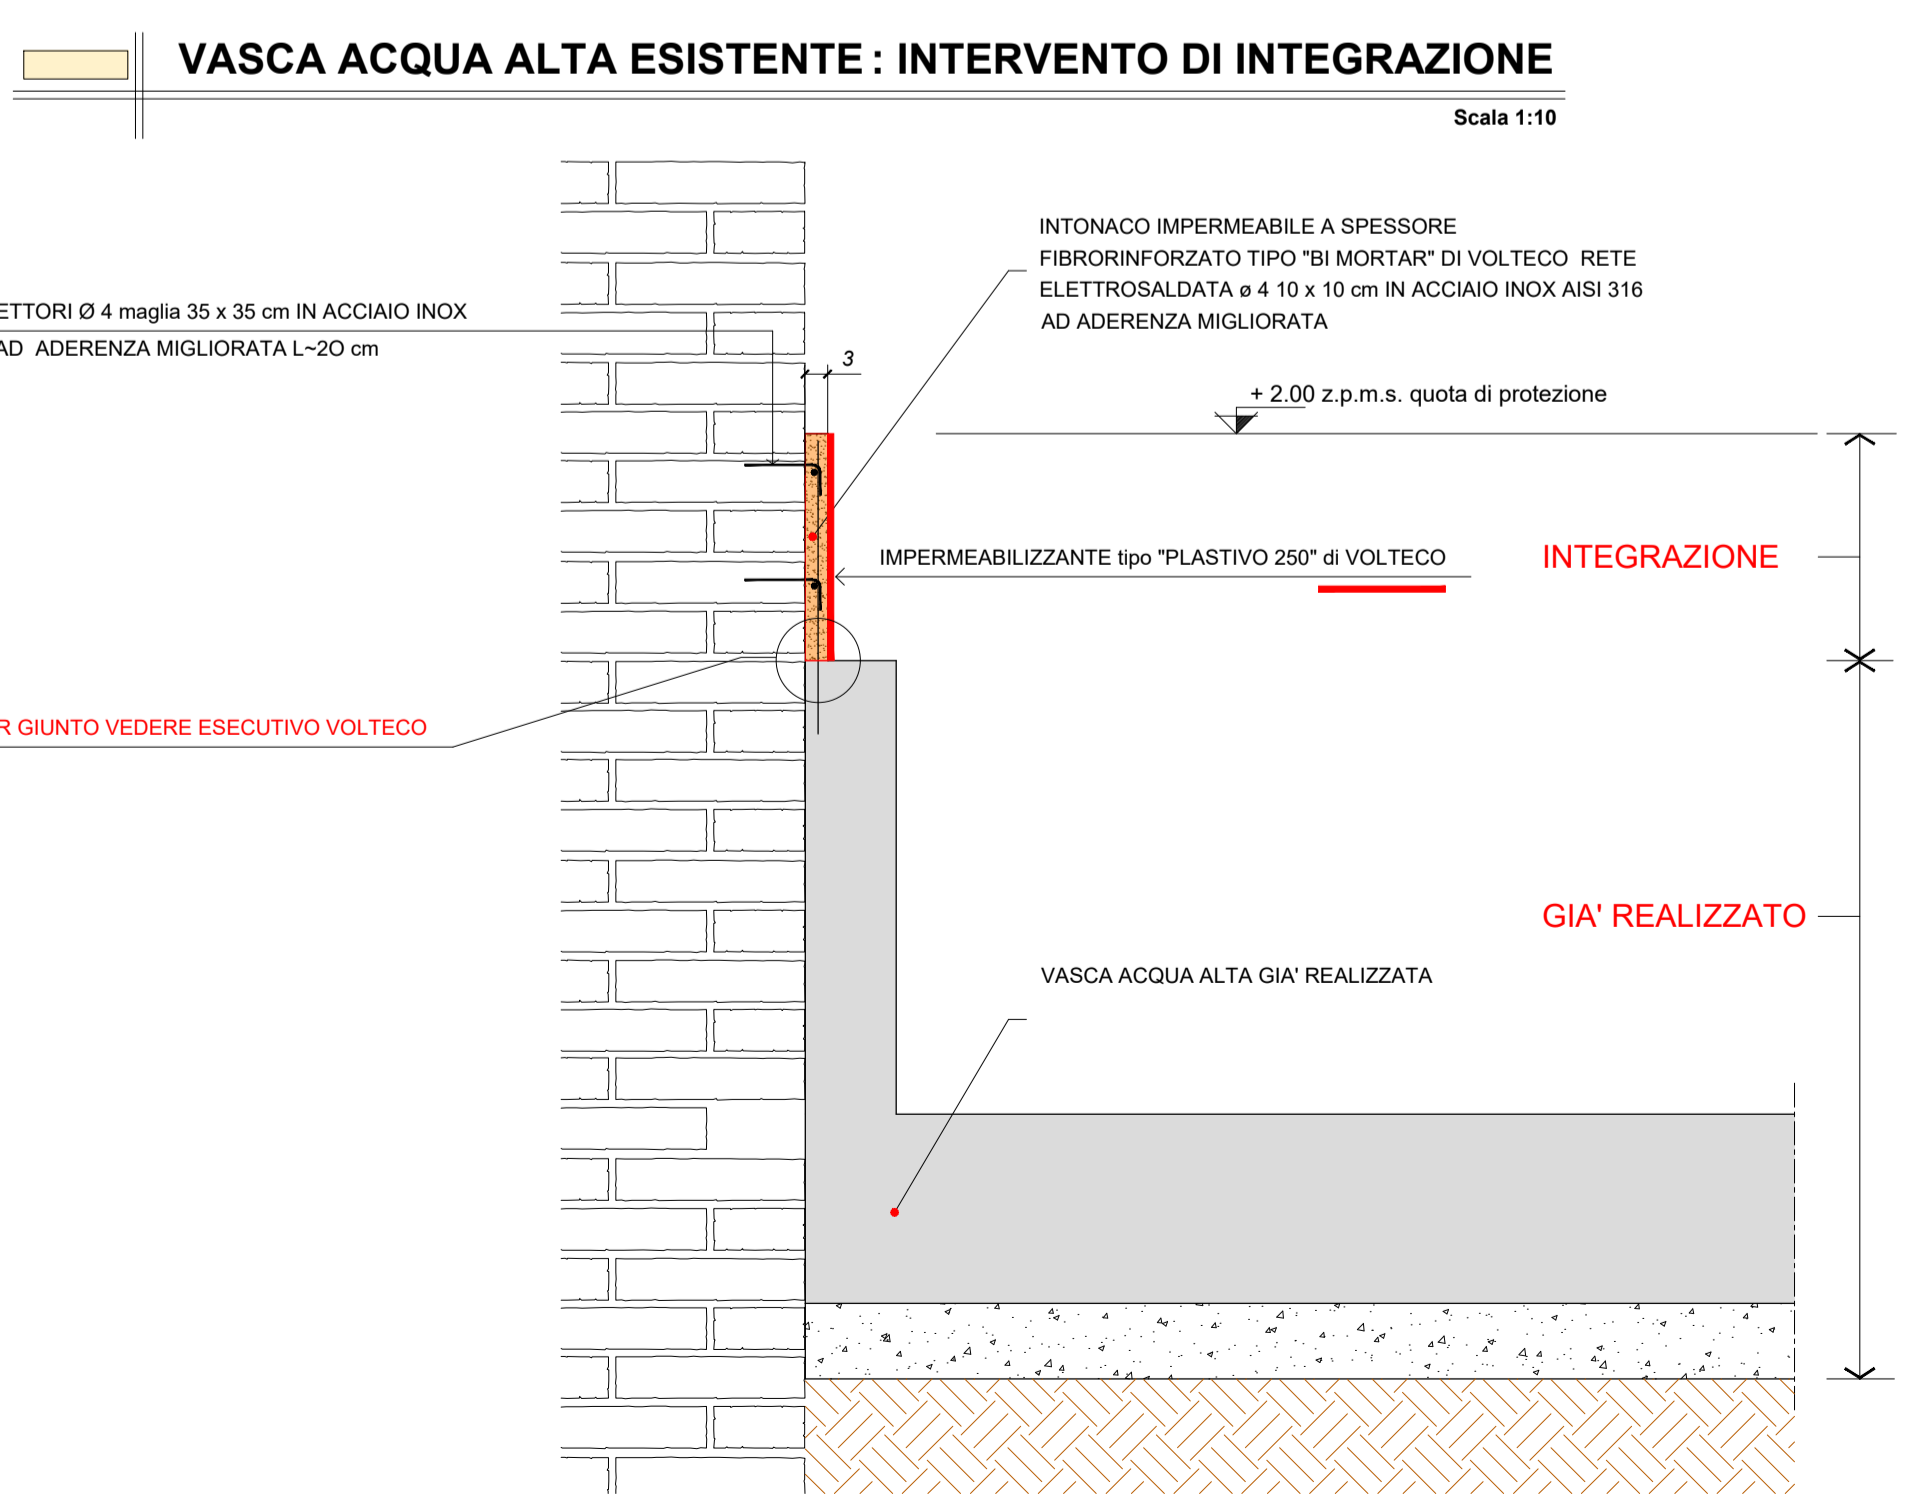 VASCA ACQUA ALTA ESISTENTE : INTERVENTO DI INTEGRAZIONE
Scala 1:10
INTONACO IMPERMEABILE A SPESSORE
FIBRORINFORZATO TIPO "BI MORTAR" DI VOLTECO RETE
ELETTROSALDATA ø 4 10 x 10 cm IN ACCIAIO INOX AISI 316
AD ADERENZA MIGLIORATA
ETTORI Ø 4 maglia 35 x 35 cm IN ACCIAIO INOX
AD ADERENZA MIGLIORATA L~2O cm
3
+ 2.00 z.p.m.s. quota di protezione
IMPERMEABILIZZANTE tipo "PLASTIVO 250" di VOLTECO
INTEGRAZIONE
R GIUNTO VEDERE ESECUTIVO VOLTECO
GIA' REALIZZATO
VASCA ACQUA ALTA GIA' REALIZZATA